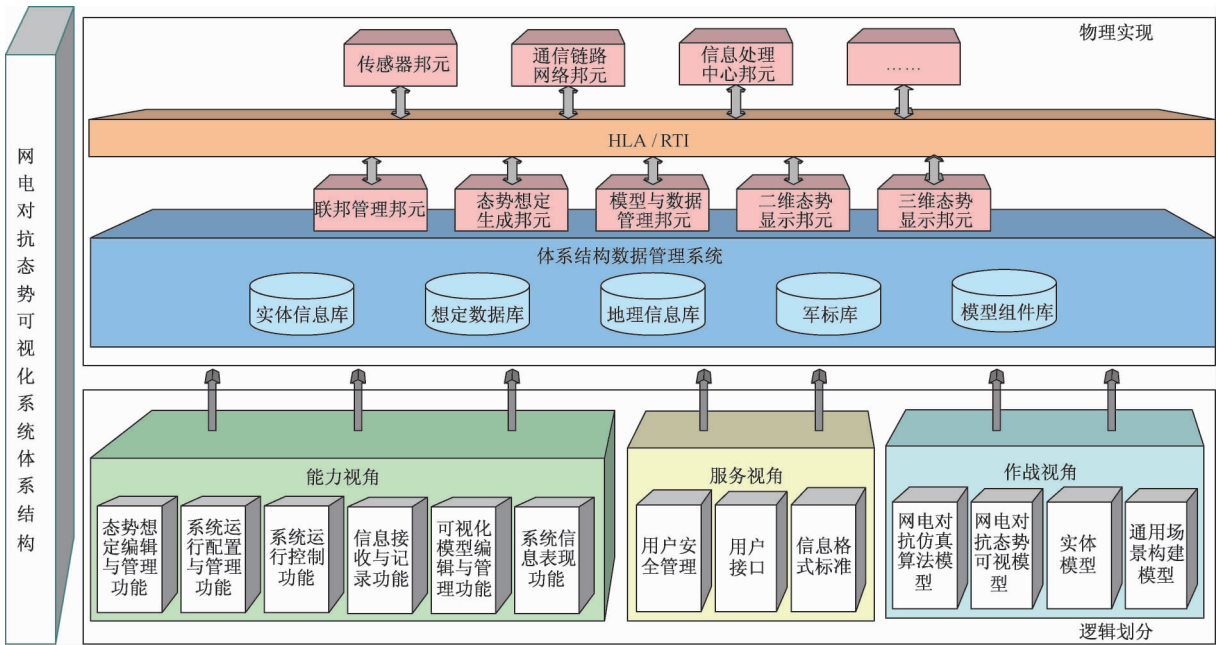 网电对抗态势可视化系统体系结构
物理实现
传感器邦元
通信链路
网络邦元
信息处理
中心邦元
……
HLA / RTI
联邦管理邦元
态势想定
生成邦元
模型与数据
管理邦元
二维态势
显示邦元
三维态势
显示邦元
体系结构数据管理系统
实体信息库
想定数据库
地理信息库
军标库
模型组件库
能力视角
态势想
定编辑
与管理
功能
系统运
行配置
与管理
功能
系统运
行控制
功能
信息接
收与记
录功能
可视化
模型编
辑与管
理功能
系统信
息表现
功能
服务视角
用户安
全管理
用户
接口
信息格
式标准
作战视角
网电对
抗仿真
算法模
型
网电对
抗态势
可视模
型
实体
模型
通用场
景构建
模型
逻辑划分